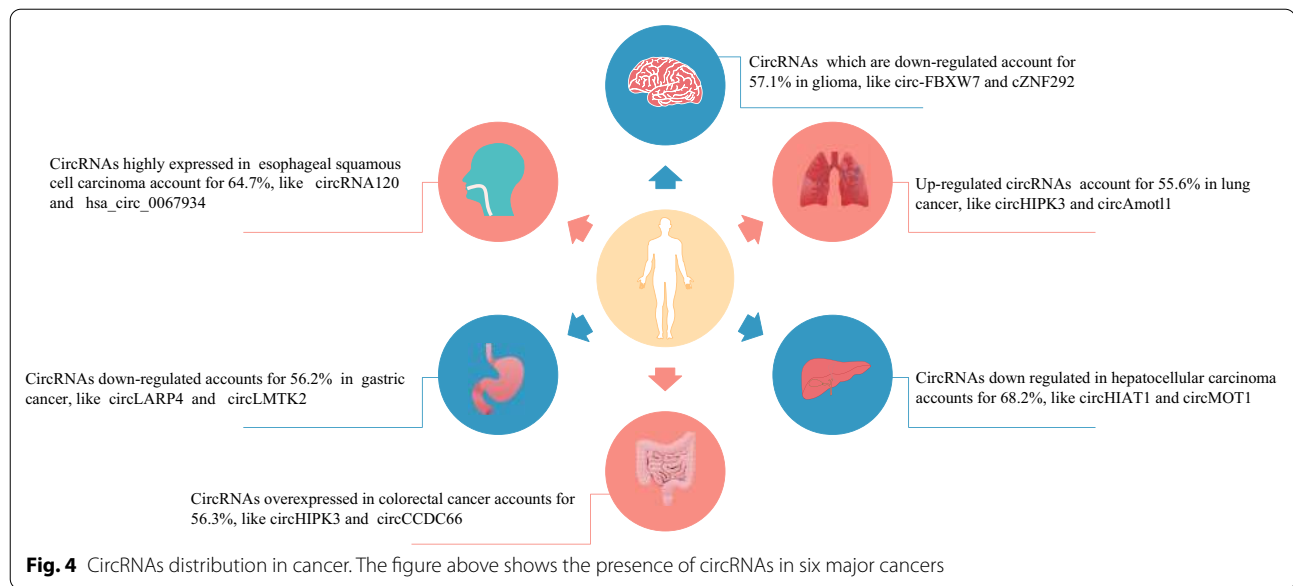 CircRNAs which are down-regulated account for
57.1% in glioma, like circ-FBXW7 and cZNF292
CircRNAs highly expressed in esophageal squamous
cell carcinoma account for 64.7%, like circRNA120
and hsa_circ_0067934
Up-regulated circRNAs account for 55.6% in lung
cancer, like circHIPK3 and circAmotl1
CircRNAs down-regulated accounts for 56.2% in gastric
cancer, like circLARP4 and circLMTK2
CircRNAs down regulated in hepatocellular carcinoma
accounts for 68.2%, like circHIAT1 and circMOT1
CircRNAs overexpressed in colorectal cancer accounts for
56.3%, like circHIPK3 and circCCDC66
Fig. 4 CircRNAs distribution in cancer. The figure above shows the presence of circRNAs in six major cancers